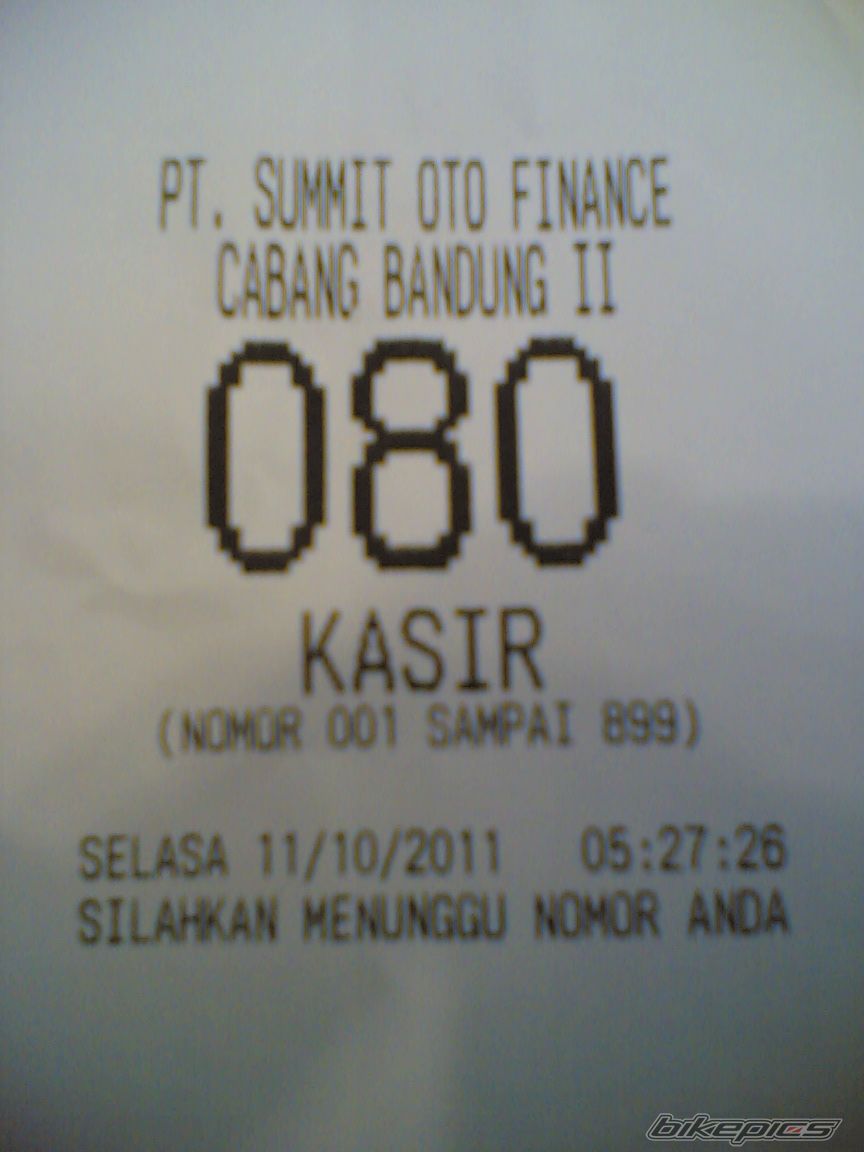 PT. SUMMIT OTO FINANCE
CABANG BANDUNG II
080
KASIR
(NOMOR 001 SAMPAI 899)
SELASA 11/10/2011 05:27:26
SILAHKAN MENUNGGU NOMOR ANDA
bikepics